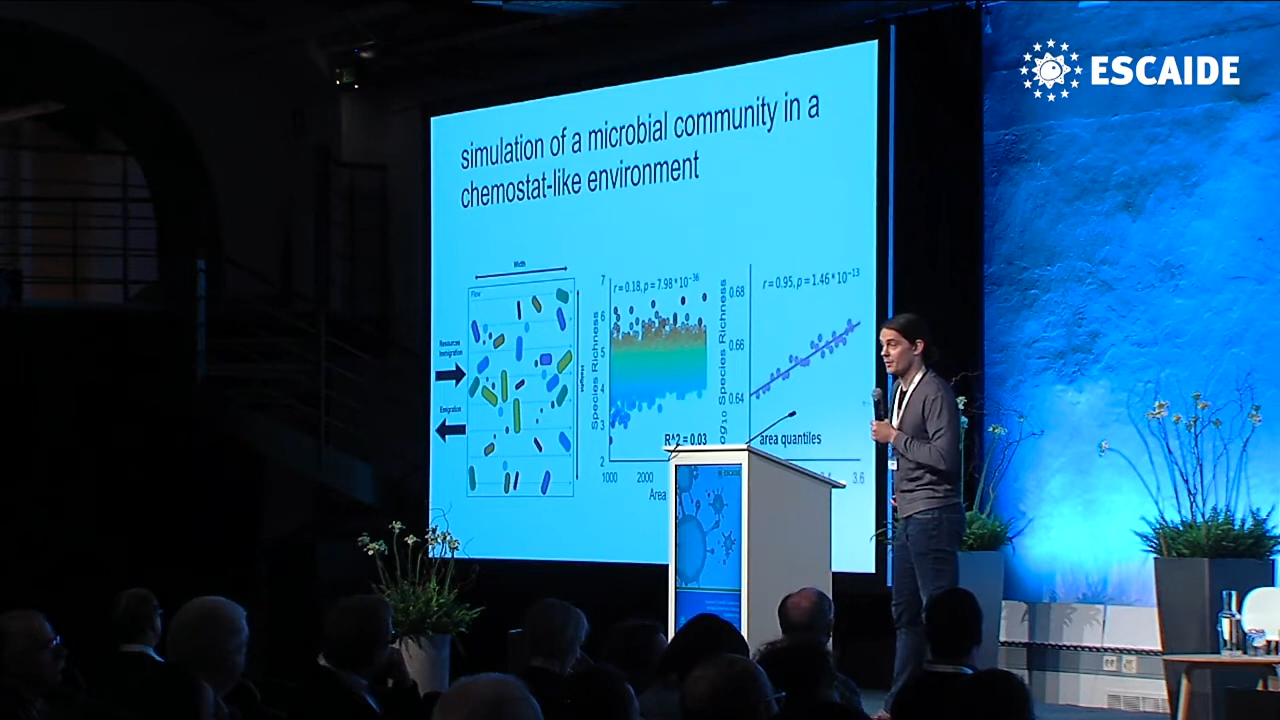 ESCAIDE
simulation of a microbial community in a
chemostat-like environment
Width
Flow
Height
Resources
Immigration
Emigration
7
6
5
4
3
2
Species Richness
r = 0.18, p = 7.98 * 10⁻³⁶
R^2 = 0.03
1000
2000
Area
0.68
0.66
0.64
Species Richness
r = 0.95, p = 1.46 * 10⁻¹³
area quantiles
3.6
ESCAIDE